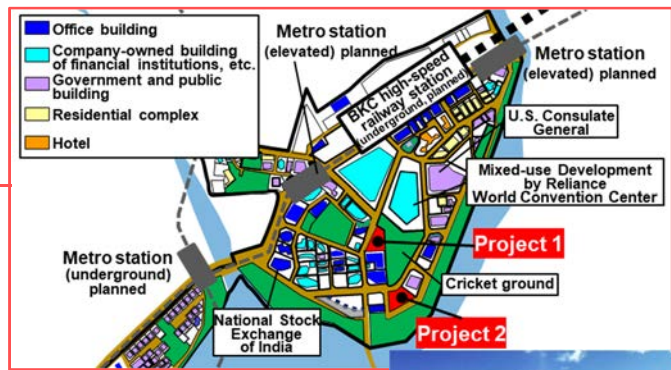 Office building
Company-owned building
of financial institutions, etc.
Government and public
building
Residential complex
Hotel
Metro station
(elevated) planned
BKC high-speed
railway station
(underground, planned)
Metro station
(elevated) planned
U.S. Consulate
General
Mixed-use Development
by Reliance
World Convention Center
Project 1
Cricket ground
Project 2
Metro station
(underground)
planned
National Stock
Exchange
of India